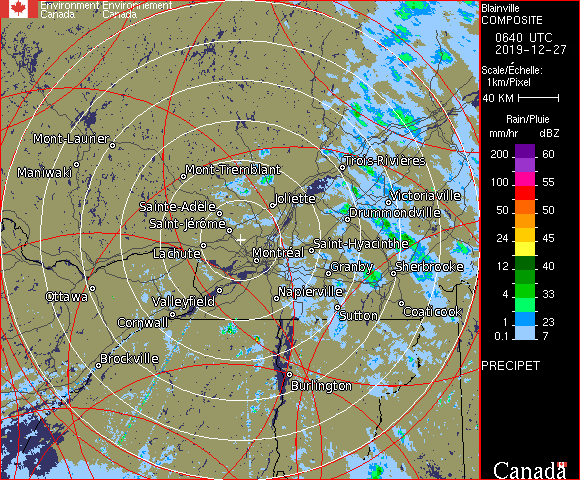 Environment Environnement
Canada Canada
Blainville
COMPOSITE
0640 UTC
2019-12-27
Scale/Échelle:
1km/Pixel
40 KM
Rain/Pluie
mm/hr dBZ
200 60
100 55
50 50
24 45
12 40
4 33
1 23
0.1 7
PRECIPET
Canada
Mont-Laurier
Maniwaki
Mont-Tremblant
Trois-Rivières
Sainte-Adèle
Joliette
Victoriaville
Saint-Jérôme
Drummondville
Lachute
Montréal
Saint-Hyacinthe
Granby
Sherbrooke
Ottawa
Valleyfield
Napierville
Cornwall
Sutton
Coaticook
Brockville
Burlington